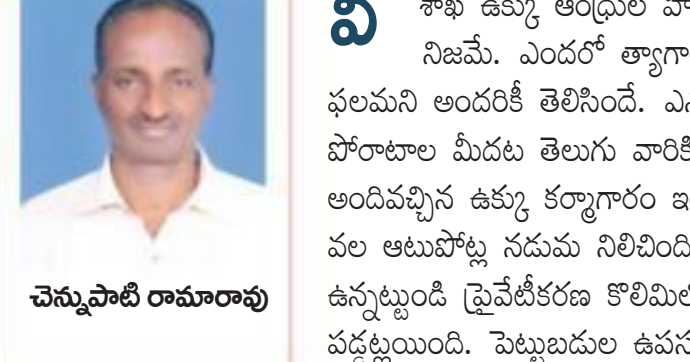 చెన్నుపాటి రామారావు
వి
శాఖ ఉక్కు ఆంధ్రుల
నిజమే. ఎందరో
ఫలమని అందరికీ తెలిసిందే.
పోరాటాల మీదట తెలుగు వారికి
అందివచ్చిన ఉక్కు కర్మాగారం
వల ఆటుపోట్ల నడుమ నిలిచింది
ఉన్నట్టుండి ప్రైవేటీకరణ
పడ్డట్లయింది. పెట్టుబడుల